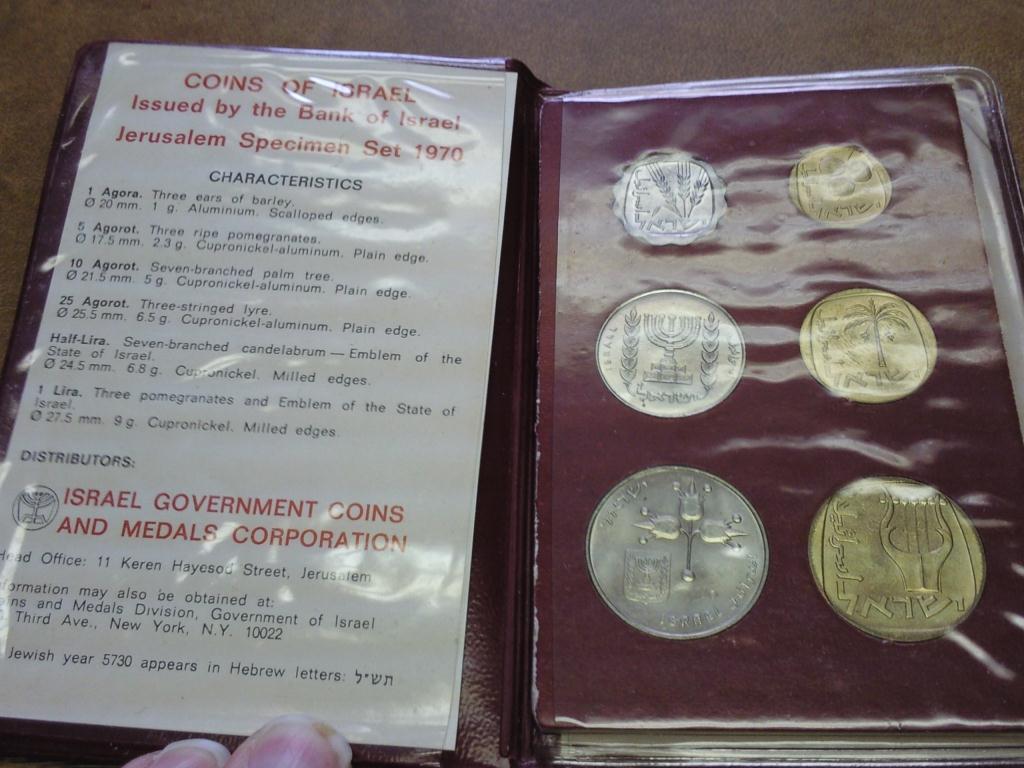 COINS OF ISRAEL
Issued by the Bank of Israel
Jerusalem Specimen Set 1970
CHARACTERISTICS
1 Agora. Three ears of barley.
Ø 20 mm. 1 g. Aluminium. Scalloped edges.
5 Agorot. Three ripe pomegranates.
Ø 17.5 mm. 2.3 g. Cupronickel-aluminum. Plain edge.
10 Agorot. Seven-branched palm tree.
Ø 21.5 mm. 5 g. Cupronickel-aluminum. Plain edge.
25 Agorot. Three-stringed lyre.
Ø 25.5 mm. 6.5 g. Cupronickel-aluminum. Plain edge.
Half-Lira. Seven-branched candelabrum — Emblem of the
State of Israel.
Ø 24.5 mm. 6.8 g. Cupronickel. Milled edges.
1 Lira. Three pomegranates and Emblem of the State of
Israel.
Ø 27.5 mm. 9 g. Cupronickel. Milled edges.
DISTRIBUTORS:
ISRAEL GOVERNMENT COINS
AND MEDALS CORPORATION
Head Office: 11 Keren Hayesod Street, Jerusalem
formation may also be obtained at:
ins and Medals Division, Government of Israel
Third Ave., New York, N.Y. 10022
Jewish year 5730 appears in Hebrew letters: תש"ל
ישראל
ישראל
ISRAEL
ישראל
ישראל
ישראל
ISRAEL
ישראל